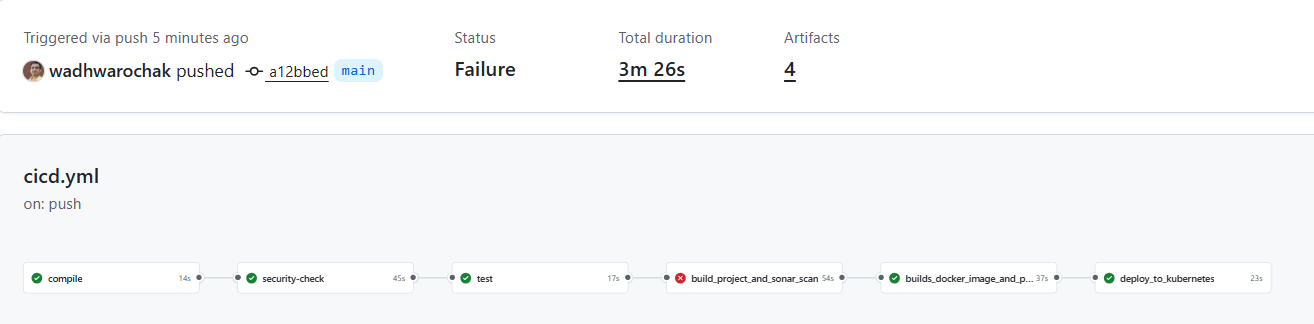 Triggered via push 5 minutes ago
Status
Total duration
Artifacts
wadhwarochak pushed a12bbed main
Failure
3m 26s
4
cicd.yml
on: push
compile 14s
security-check 45s
test 17s
build_project_and_sonar_scan 54s
builds_docker_image_and_p... 37s
deploy_to_kubernetes 23s